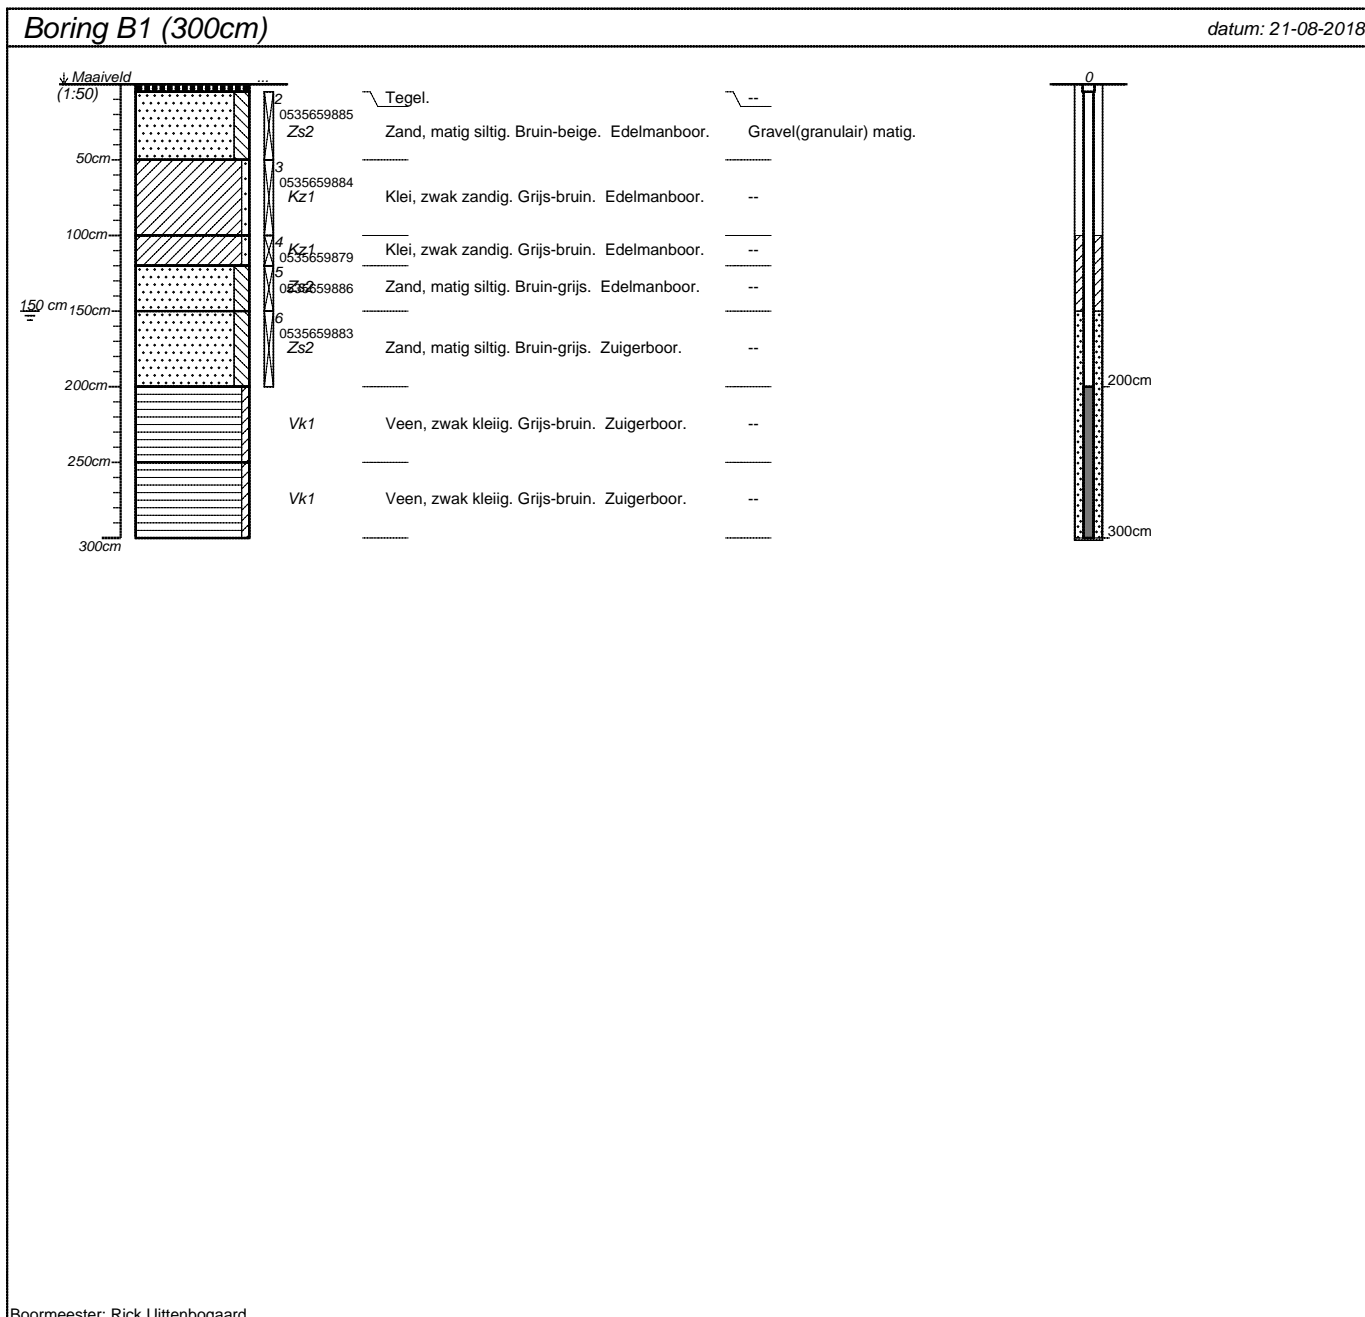 Boring B1 (300cm)
datum: 21-08-2018
Maaiveld
...
0
(1:50)
2
Tegel.
--
0535659885
Zs2
Zand, matig siltig. Bruin-beige. Edelmanboor.
Gravel(granulair) matig.
50cm
3
0535659884
Kz1
Klei, zwak zandig. Grijs-bruin. Edelmanboor.
--
100cm
4
Kz1
Klei, zwak zandig. Grijs-bruin. Edelmanboor.
--
0535659879
5
Zs2
0535659886
Zand, matig siltig. Bruin-grijs. Edelmanboor.
--
150 cm
150cm
6
0535659883
Zs2
Zand, matig siltig. Bruin-grijs. Zuigerboor.
--
200cm
200cm
Vk1
Veen, zwak kleiig. Grijs-bruin. Zuigerboor.
--
250cm
Vk1
Veen, zwak kleiig. Grijs-bruin. Zuigerboor.
--
300cm
300cm
Boormeester: Rick Uittenbogaard